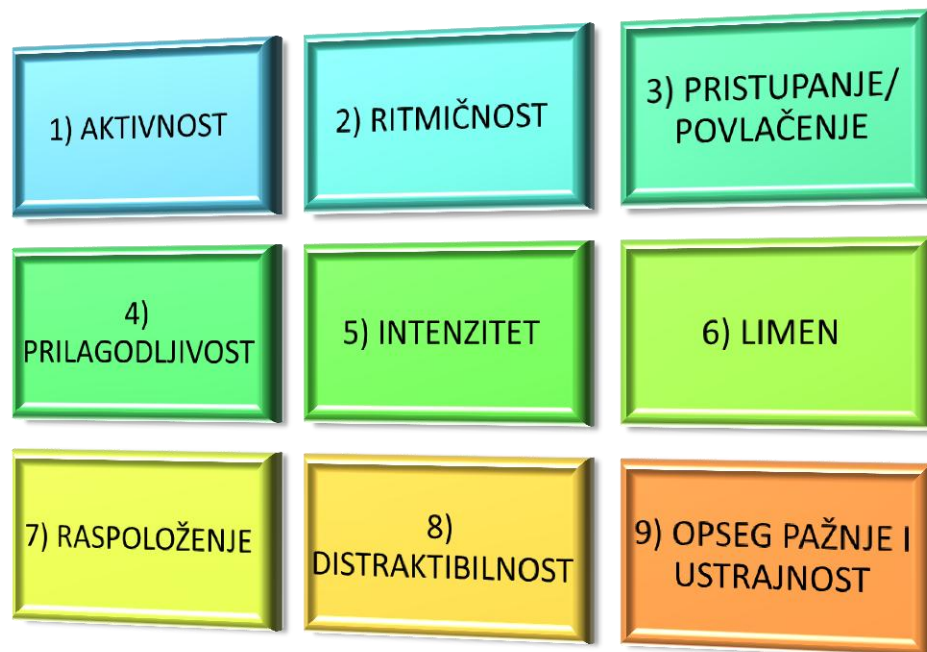 1) AKTIVNOST
2) RITMIČNOST
3) PRISTUPANJE/
POVLAČENJE
4)
PRILAGODLJIVOST
5) INTENZITET
6) LIMEN
7) RASPOLOŽENJE
8)
DISTRAKTIBILNOST
9) OPSEG PAŽNJE I
USTRAJNOST